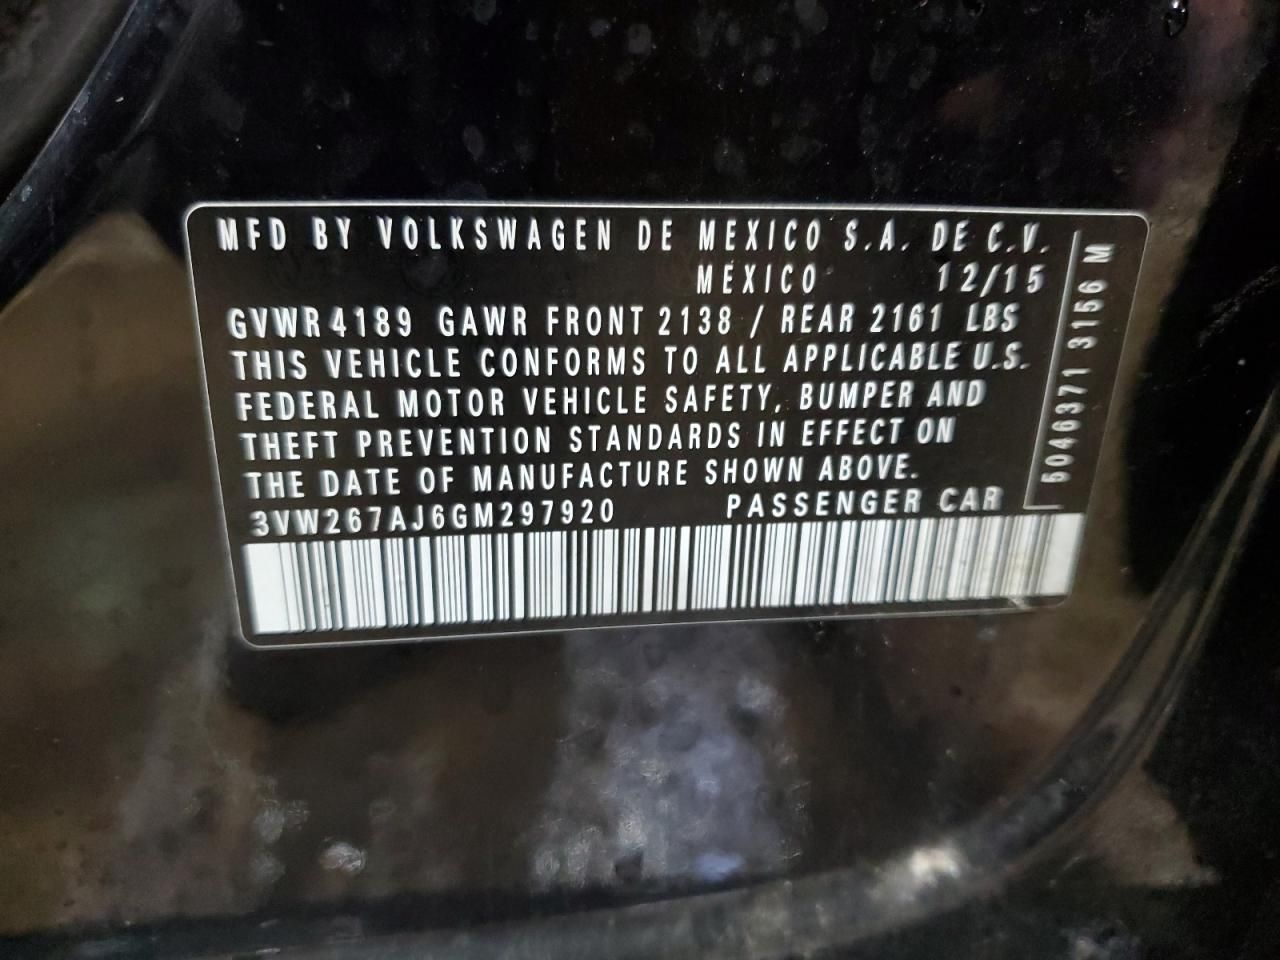 MFD BY VOLKSWAGEN DE MEXICO S.A. DE C.V.
MEXICO 12/15
GVWR 4189 GAWR FRONT 2138 / REAR 2161 LBS
THIS VEHICLE CONFORMS TO ALL APPLICABLE U.S.
FEDERAL MOTOR VEHICLE SAFETY, BUMPER AND
THEFT PREVENTION STANDARDS IN EFFECT ON
THE DATE OF MANUFACTURE SHOWN ABOVE.
3VW267AJ6GM297920 PASSENGER CAR
5046371 3156 M